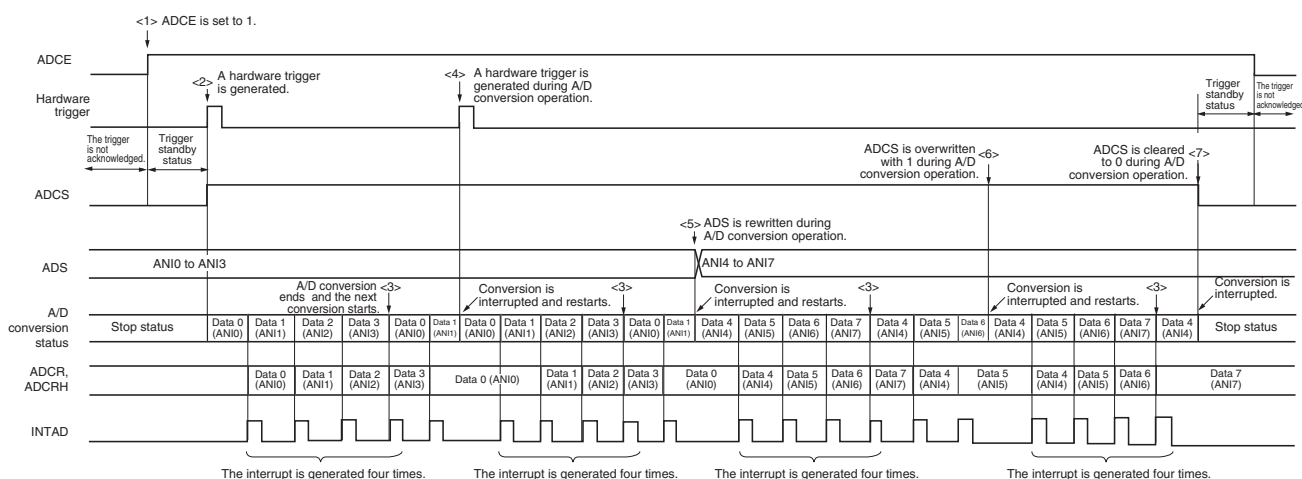 <1> ADCE is set to 1.
ADCE
<2> A hardware trigger
is generated.
<4> A hardware trigger is
generated during A/D
conversion operation.
Trigger
standby
status
The trigger
is not
acknowledged
Hardware
trigger
The trigger
is not
acknowledged.
Trigger
standby
status
ADCS is overwritten
with 1 during A/D <6>
conversion operation.
ADCS is cleared
to 0 during A/D <7>
conversion operation.
ADCS
<5> ADS is rewritten during
A/D conversion operation.
ADS
ANI0 to ANI3
ANI4 to ANI7
A/D conversion <3>
ends and the next
conversion starts.
Conversion is <3>
interrupted and restarts.
Conversion is <3>
interrupted and restarts.
Conversion is <3>
interrupted and restarts.
Conversion is
interrupted.
A/D
conversion
status
Stop status
Data 0 Data 1 Data 2 Data 3 Data 0 Data 1 Data 0 Data 1 Data 2 Data 3 Data 0 Data 1 Data 4 Data 5 Data 6 Data 7 Data 4 Data 5 Data 6 Data 4 Data 5 Data 6 Data 7 Data 4
(ANI0) (ANI1) (ANI2) (ANI3) (ANI0) (ANI1) (ANI0) (ANI1) (ANI2) (ANI3) (ANI0) (ANI1) (ANI4) (ANI5) (ANI6) (ANI7) (ANI4) (ANI5) (ANI6) (ANI4) (ANI5) (ANI6) (ANI7) (ANI4)
Stop status
ADCR,
ADCRH
Data 0 Data 1 Data 2 Data 3 Data 0 (ANI0) Data 1 Data 2 Data 3 Data 0 Data 4 Data 5 Data 6 Data 7 Data 4 Data 5 Data 4 Data 5 Data 6 Data 7
(ANI0) (ANI1) (ANI2) (ANI3) (ANI1) (ANI2) (ANI3) (ANI0) (ANI4) (ANI5) (ANI6) (ANI7) (ANI4) (ANI5) (ANI4) (ANI5) (ANI6) (ANI7)
INTAD
The interrupt is generated four times.
The interrupt is generated four times.
The interrupt is generated four times.
The interrupt is generated four times.